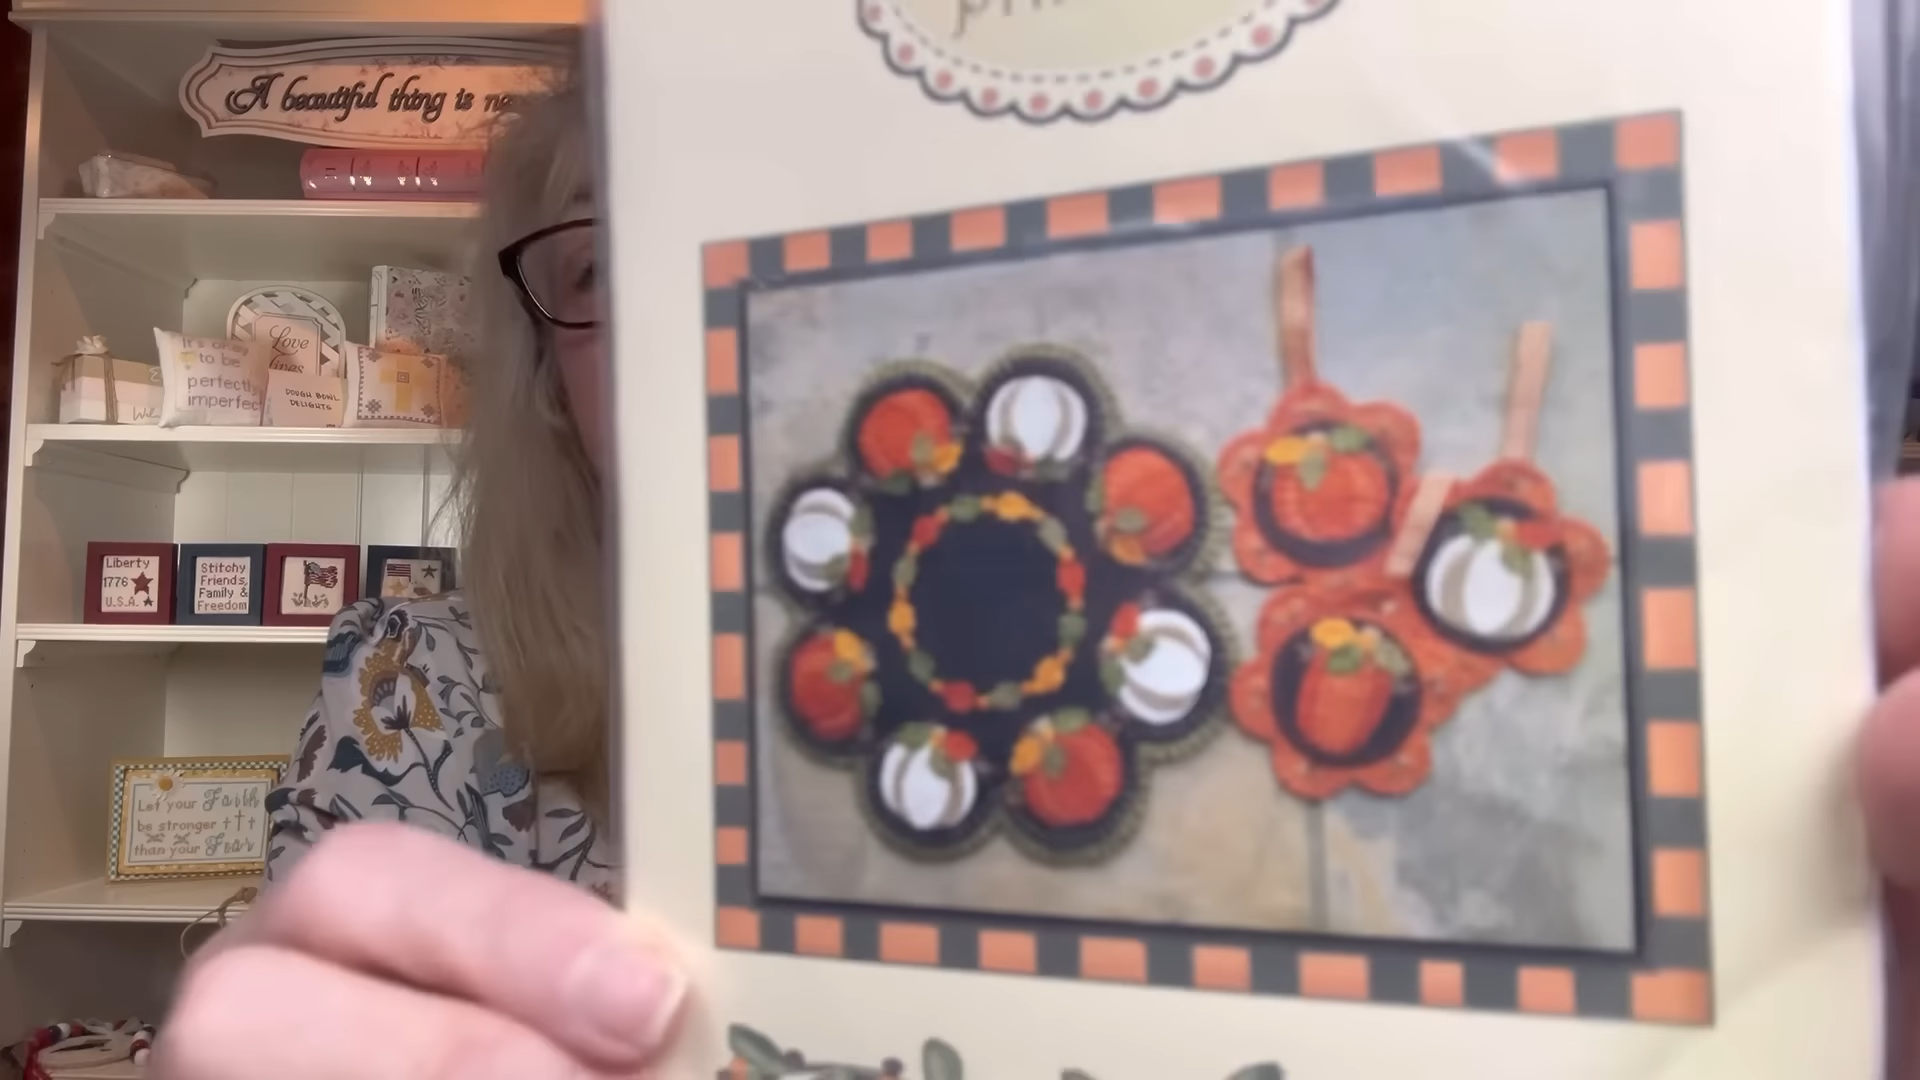 A beautiful thing is
It's okay
to be
perfectly
imperfect
Love
lives
DOUGH BOWL
DELIGHTS
Liberty
1776
U.S.A.
Stitchy
Friends,
Family &
Freedom
Let your Faith
be stronger
than your Fear